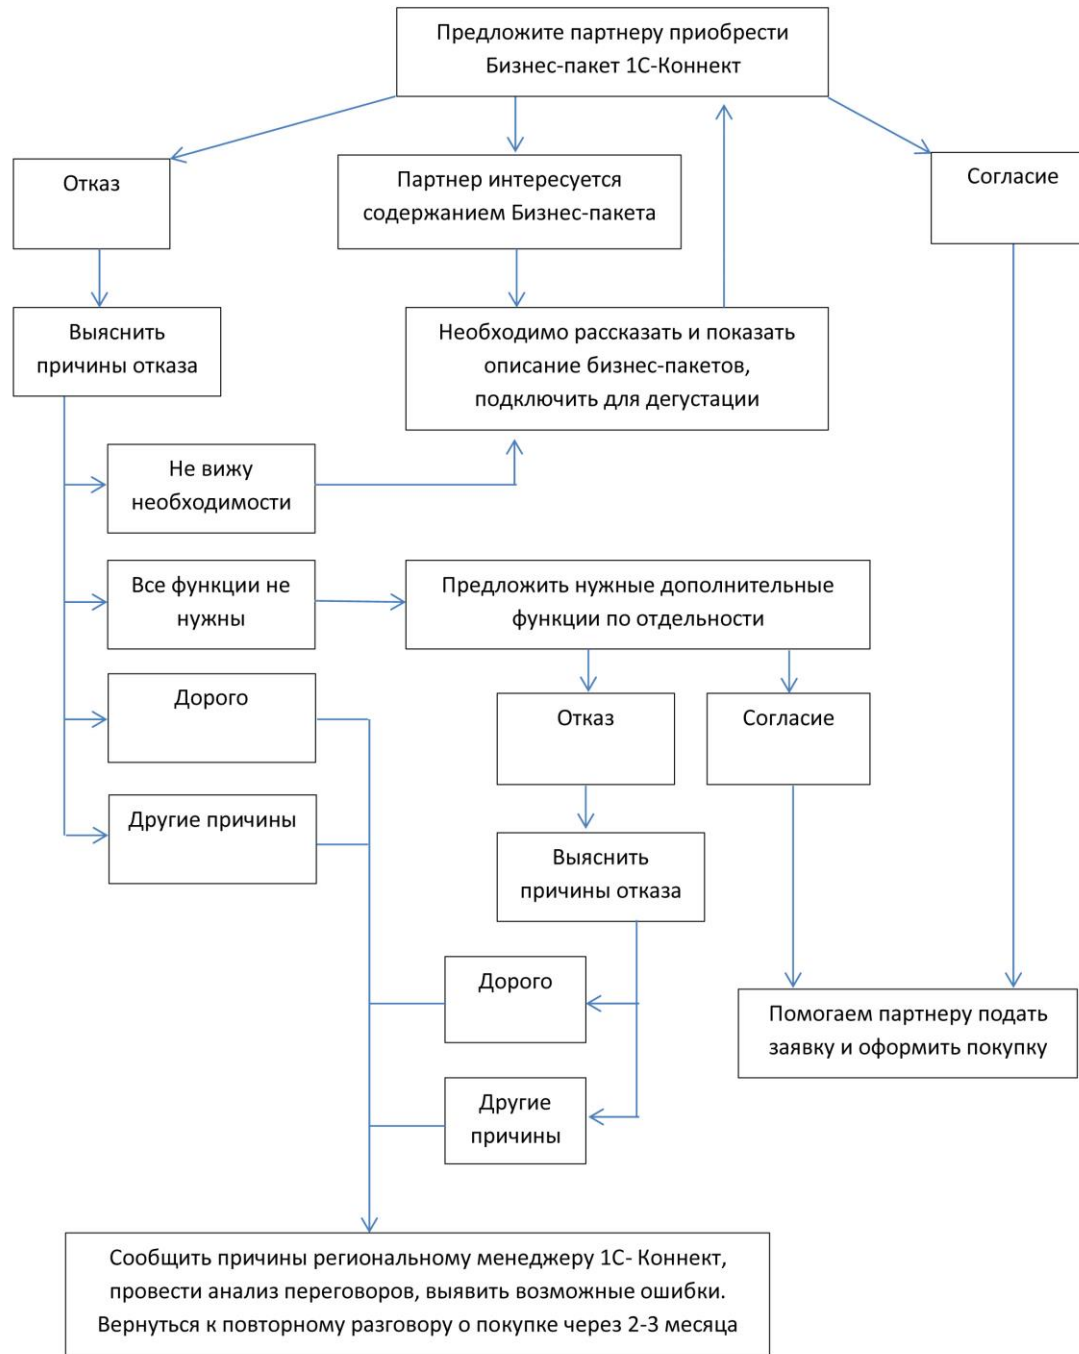 Предложите партнеру приобрести
Бизнес-пакет 1С-Коннект
Отказ
Партнер интересуется
содержанием Бизнес-пакета
Согласие
Выяснить
причины отказа
Необходимо рассказать и показать
описание бизнес-пакетов,
подключить для дегустации
Не вижу
необходимости
Все функции не
нужны
Предложить нужные дополнительные
функции по отдельности
Дорого
Отказ
Согласие
Другие причины
Выяснить
причины отказа
Дорого
Помогаем партнеру подать
заявку и оформить покупку
Другие
причины
Сообщить причины региональному менеджеру 1С- Коннект,
провести анализ переговоров, выявить возможные ошибки.
Вернуться к повторному разговору о покупке через 2-3 месяца